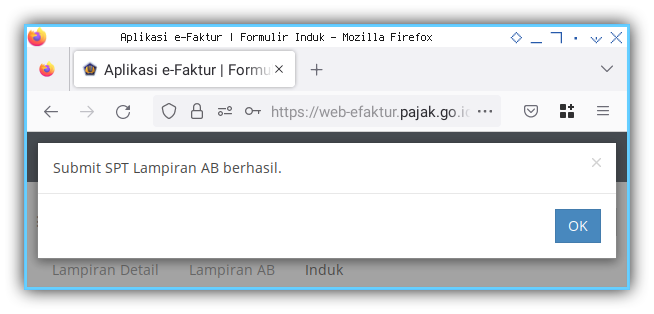 Aplikasi e-Faktur | Formulir Induk - Mozilla Firefox
Aplikasi e-Faktur | Formu
https://web-efaktur.pajak.go.id
Submit SPT Lampiran AB berhasil.
OK
Lampiran Detail Lampiran AB Induk